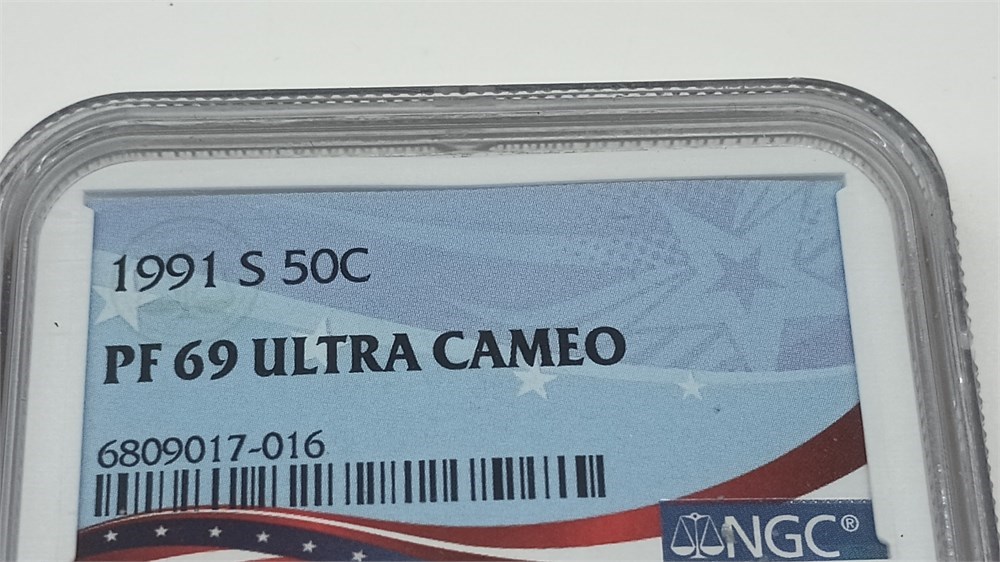 1991 S 50C
PF 69 ULTRA CAMEO
6809017-016
NGC®